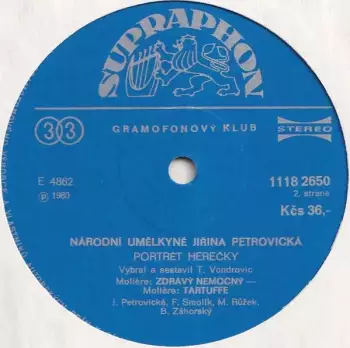 SUPRAPHON
33
GRAMOFONOVÝ KLUB
STEREO
E 4862
℗ 1980
1118 2650
2. strana
Kčs 36,-
NÁRODNÍ UMĚLKYNĚ JIŘINA PETROVICKÁ
PORTRÉT HEREČKY
Vybral a sestavil T. Vondrovic
Molière: ZDRAVÝ NEMOCNÝ —
Molière: TARTUFFE
J. Petrovická, F. Smolík, M. Růžek,
B. Záhorský